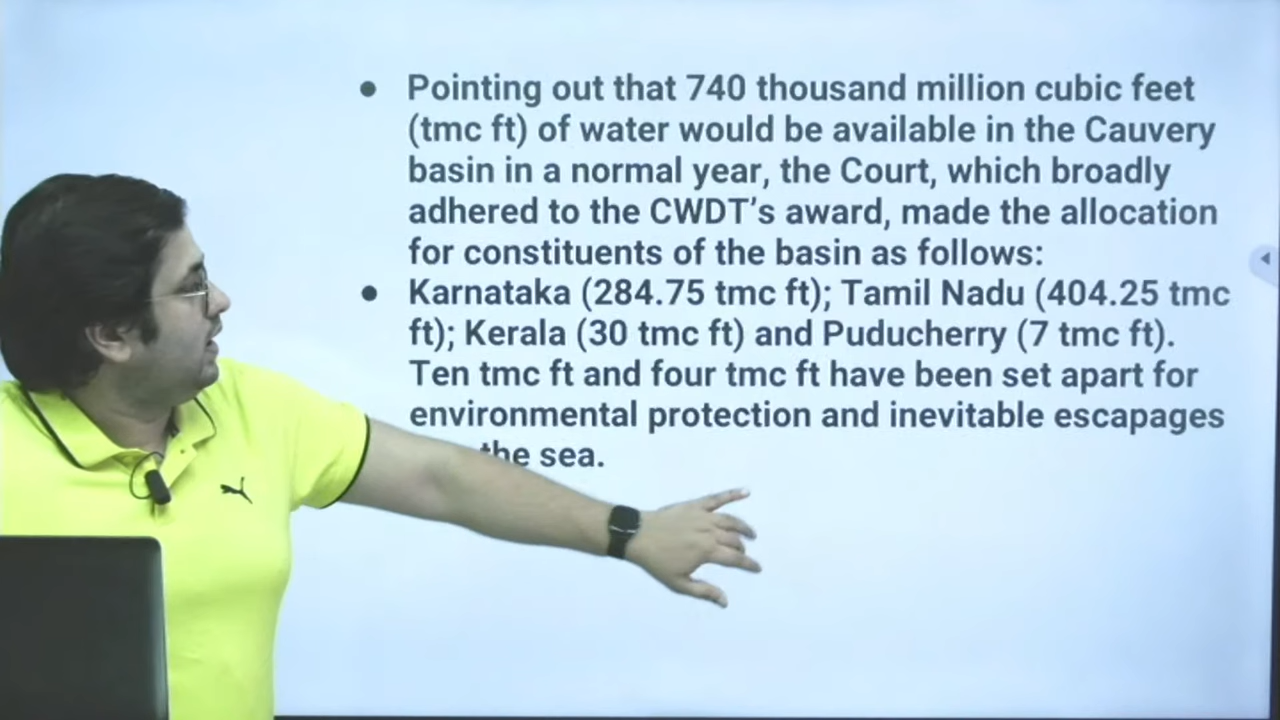 ● Pointing out that 740 thousand million cubic feet
(tmc ft) of water would be available in the Cauvery
basin in a normal year, the Court, which broadly
adhered to the CWDT’s award, made the allocation
for constituents of the basin as follows:
● Karnataka (284.75 tmc ft); Tamil Nadu (404.25 tmc
ft); Kerala (30 tmc ft) and Puducherry (7 tmc ft).
Ten tmc ft and four tmc ft have been set apart for
environmental protection and inevitable escapages
the sea.